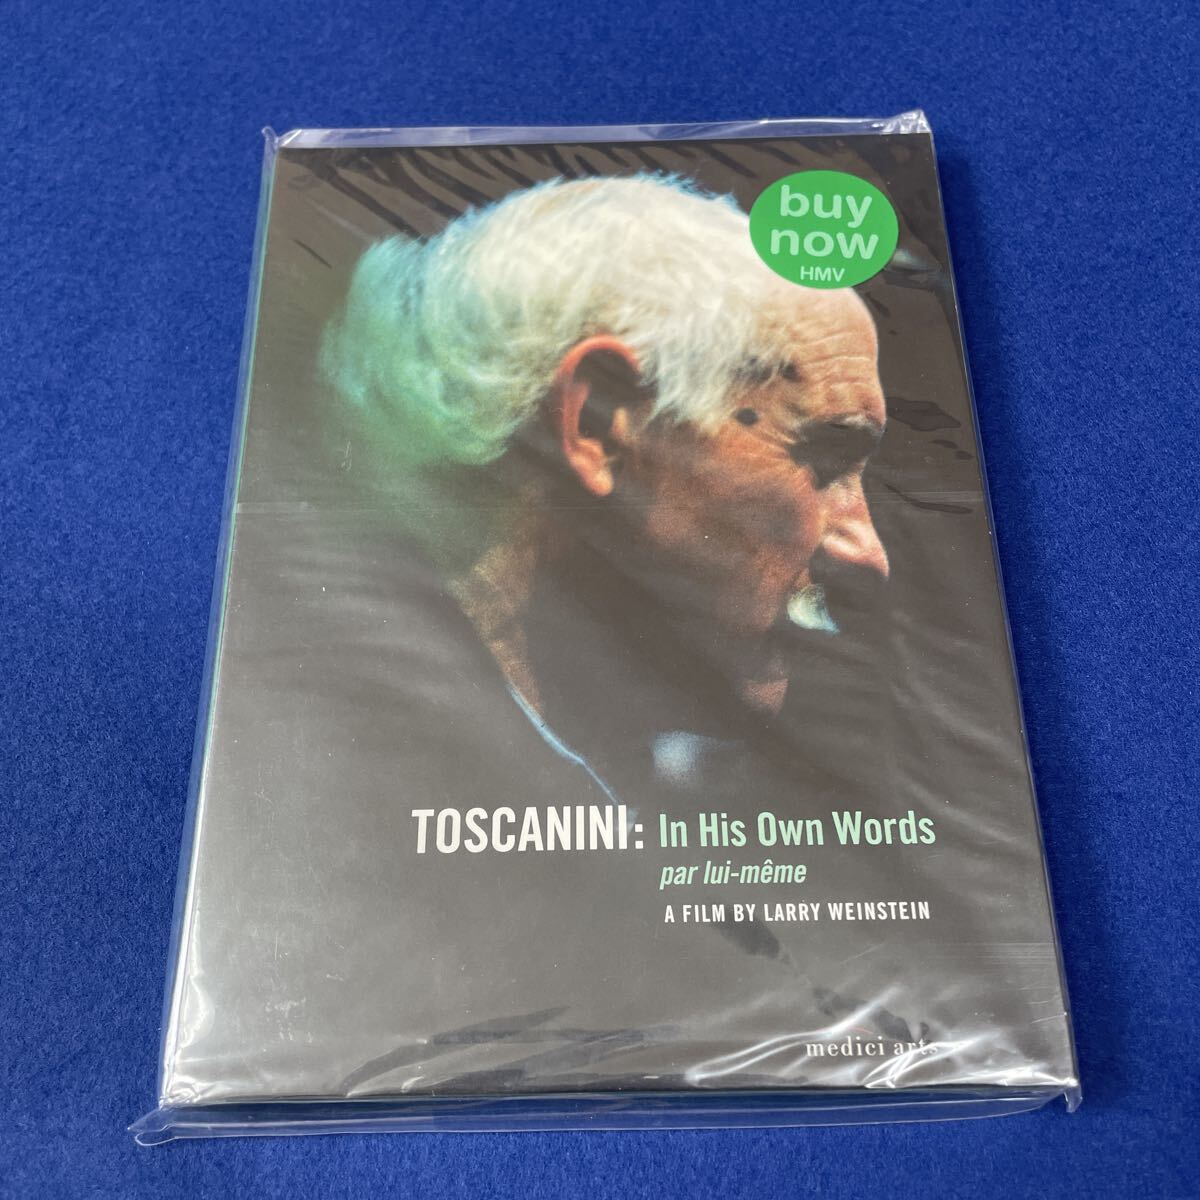 buy
now
HMV
TOSCANINI: In His Own Words
par lui-même
A FILM BY LARRY WEINSTEIN
medici arts